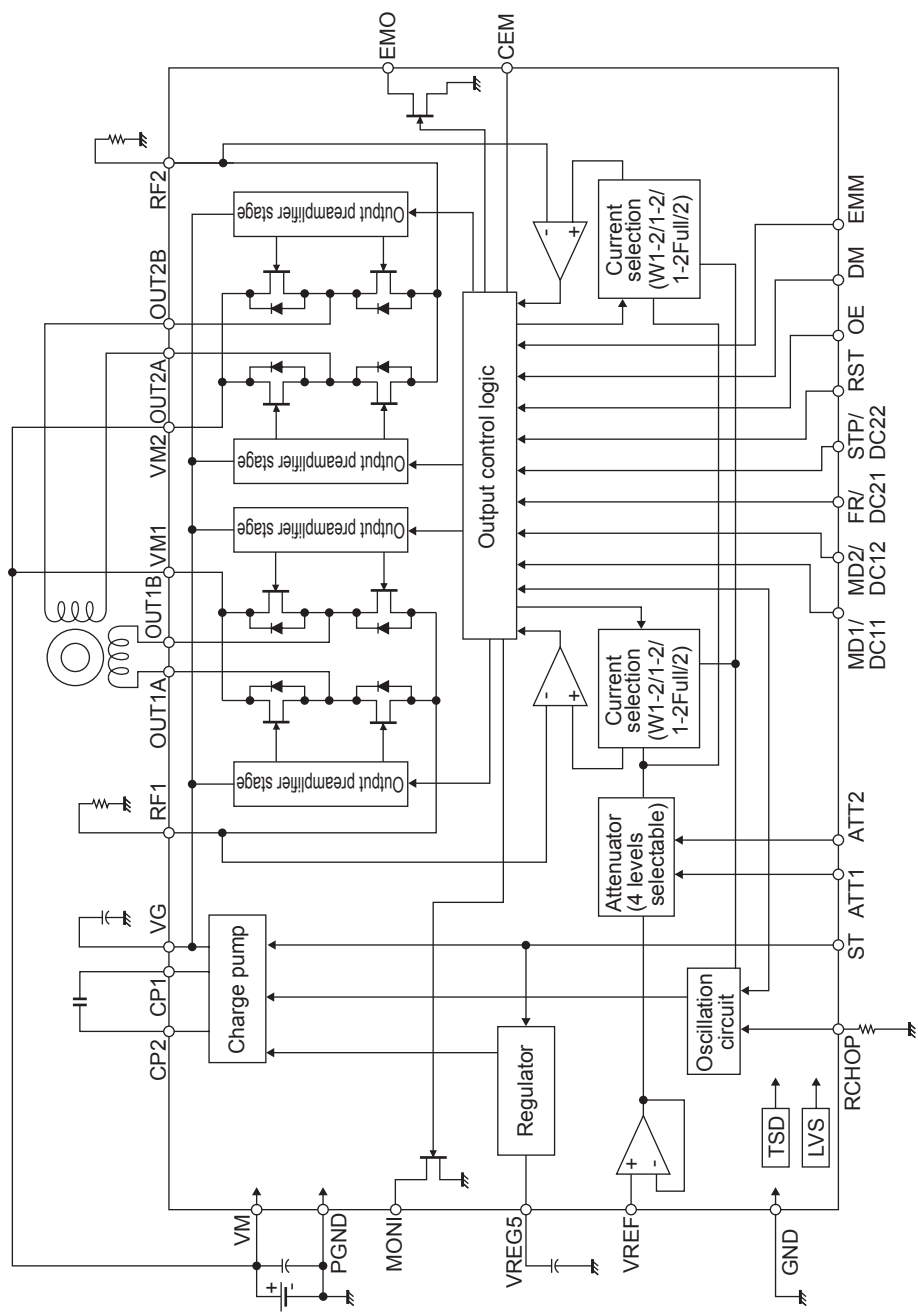 VM
PGND
MONI
VREG5
VREF
GND
CP2
CP1
VG
RF1
OUT1A
OUT1B
VM1
VM2
OUT2A
OUT2B
RF2
EMO
CEM
+
-
Charge pump
Regulator
Output preamplifier stage
Output preamplifier stage
Output preamplifier stage
Output preamplifier stage
Output control logic
+
-
-
+
-
+
Attenuator
(4 levels
selectable)
Current
selection
(W1-2/1-2/
1-2Full/2)
Current
selection
(W1-2/1-2/
1-2Full/2)
Oscillation
circuit
TSD
LVS
RCHOP
ST
ATT1
ATT2
MD1/
DC11
MD2/
DC12
FR/
DC21
STP/
DC22
RST
OE
DM
EMM